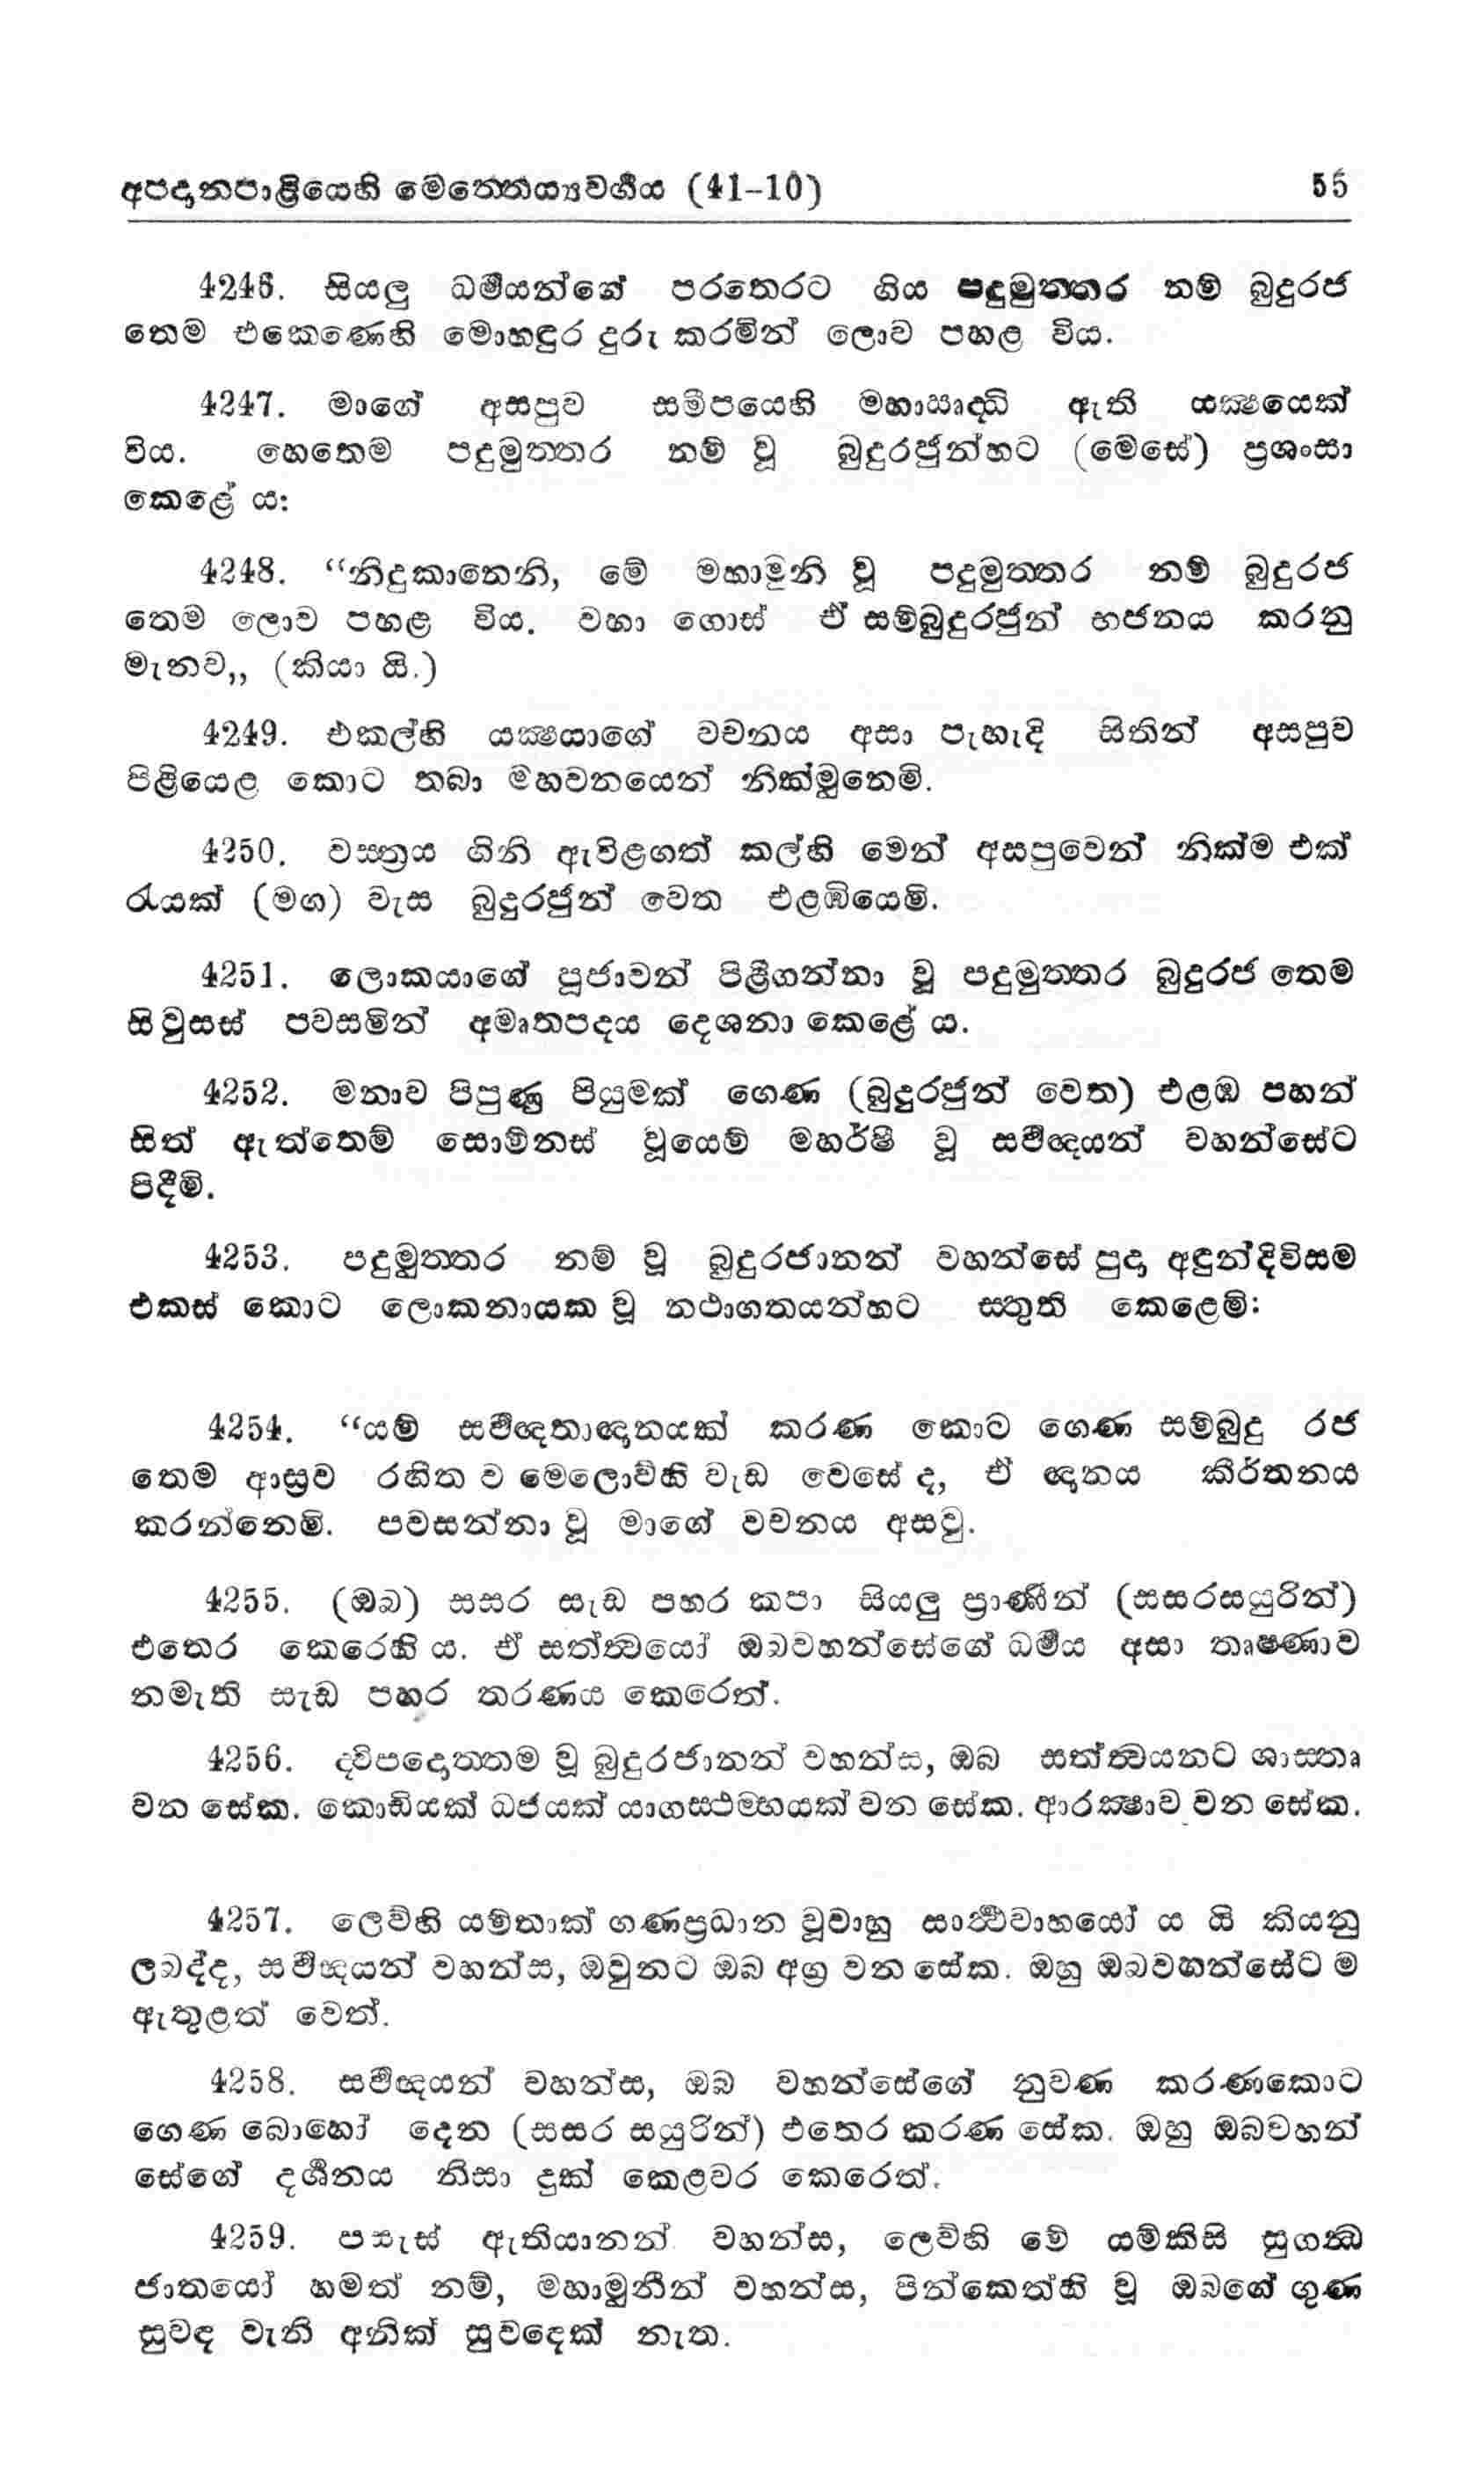 අපදානපාළියෙහි මෙත්තෙය්‍යවර්‍ගය (41-10) 55
4246. සියලු ධර්‍මයන්ගේ පරතෙරට ගිය පදුමුත්තර නම් බුදුරජ
තෙම එකෙණෙහි මොහඳුර දුරු කරමින් ලොව පහළ විය.
4247. මාගේ අසපුව සමීපයෙහි මහාසෘද්ධි ඇති යක්‍ෂයෙක්
විය. හෙතෙම පදුමුත්තර නම් වූ බුදුරජුන්හට (මෙසේ) ප්‍රශංසා
කෙළේ ය:
4248. “නිදුකානෙනි, මේ මහාමුනි වූ පදුමුත්තර නම් බුදුරජ
තෙම ලොව පහළ විය. වහා ගොස් ඒ සම්බුදුරජුන් භජනය කරනු
මැනව,, (කියා යි.)
4249. එකල්හි යක්‍ෂයාගේ වචනය අසා පැහැදි සිතින් අසපුව
පිළියෙළ කොට තබා මහවනයෙන් නික්මුනෙමි.
4250. වස්ත්‍රය ගිනි ඇවිළගත් කල්හි මෙන් අසපුවෙන් නික්ම එක්
රැයක් (මග) වැස බුදුරජුන් වෙත එළඹියෙමි.
4251. ලොකයාගේ පූජාවන් පිළිගන්නා වූ පදුමුත්තර බුදුරජ තෙම
සිවුසස් පවසමින් අමෘතපදය දෙශනා කෙළේ ය.
4252. මනාව පිපුණු පියුමක් ගෙණ (බුදුරජුන් වෙත) එළඹ පහන්
සිත් ඇත්තෙම් සොම්නස් වූයෙම් මහර්ෂි වූ සර්‍වඥයන් වහන්සේට
පිදීමි.
4253. පදුමුත්තර නම් වූ බුදුරජානන් වහන්සේ පුදා අඳුන්දිවිසම
එකස් කොට ලොකනායක වූ තථාගතයන්හට ස්තුති කෙළෙමි:
4254. “යම් සර්‍වඥතාඥානයක් කරණ කොට ගෙණ සම්බුදු රජ
තෙම ආස්‍රව රහිත ව මෙලොව්හි වැඩ වෙසේ ද, ඒ ඥානය කීර්තනය
කරන්නෙමි. පවසන්නා වූ මාගේ වචනය අසවු.
4255. (ඔබ) සසර සැඩ පහර කපා සියලු ප්‍රාණීන් (සසරසයුරින්)
එතෙර කෙරෙහි ය. ඒ සත්ත්‍වයෝ ඔබවහන්සේගේ ධර්‍මය අසා තෘෂ්ණාව
නමැති සැඩ පහර තරණය කෙරෙත්.
4256. ද්විපදොත්තම වූ බුදුරජානන් වහන්ස, ඔබ සත්ත්‍වයනට ශාස්තෘ
වන සේක. කොඩියක් ධජයක් යාගස්ථම්භයක් වන සේක. ආරක්‍ෂාව වන සේක.
4257. ලෙව්හි යම්තාක් ගණප්‍රධාන වූවාහු සාර්‍ත්‍ථවාහයෝ ය යි කියනු
ලබද්ද, සර්‍වඥයන් වහන්ස, ඔවුනට ඔබ අග්‍ර වන සේක. ඔහු ඔබවහන්සේට ම
ඇතුළත් වෙත්.
4258. සර්‍වඥයන් වහන්ස, ඔබ වහන්සේගේ නුවණ කරණකොට
ගෙණ බොහෝ දෙන (සසර සයුරින්) එතෙර කරණ සේක. ඔහු ඔබවහන්
සේගේ දර්‍ශනය නිසා දුක් කෙළවර කෙරෙත්.
4259. පසැස් ඇතියානන් වහන්ස, ලෙව්හි මේ යම්කිසි සුගන්‍ධ
ජාතයෝ හමත් නම්, මහාමුනීන් වහන්ස, පින්කෙත්හි වූ ඔබගේ ගුණ
සුවඳ වැනි අනික් සුවඳෙක් නැත.